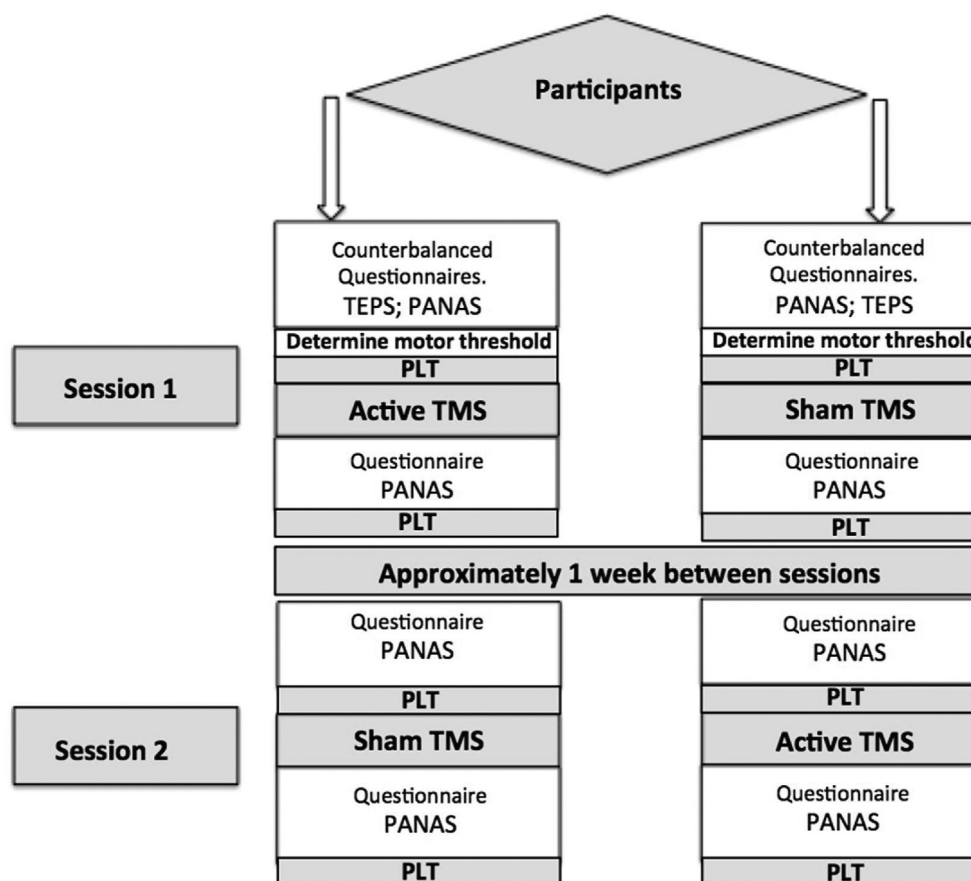 Participants
Counterbalanced
Questionnaires.
TEPS; PANAS
Determine motor threshold
PLT
Active TMS
Questionnaire
PANAS
PLT
Counterbalanced
Questionnaires.
PANAS; TEPS
Determine motor threshold
PLT
Sham TMS
Questionnaire
PANAS
PLT
Session 1
Approximately 1 week between sessions
Session 2
Questionnaire
PANAS
PLT
Sham TMS
Questionnaire
PANAS
PLT
Questionnaire
PANAS
PLT
Active TMS
Questionnaire
PANAS
PLT